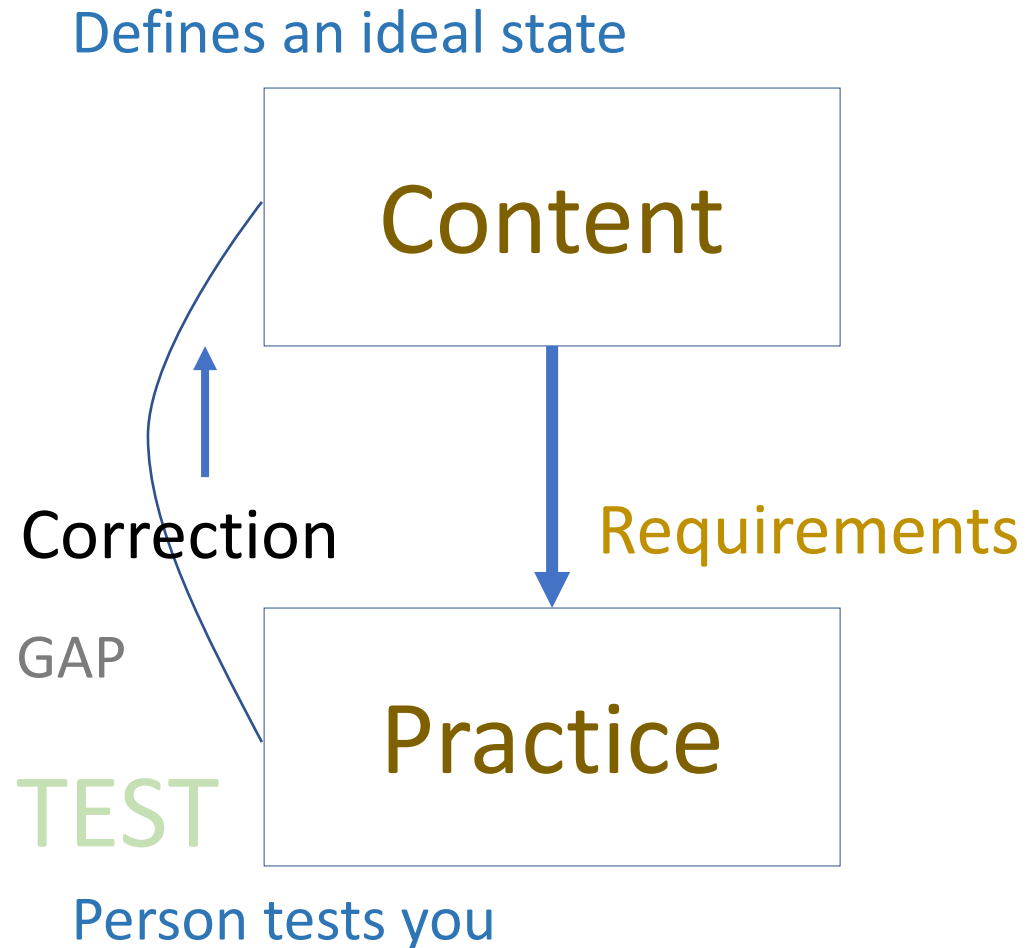 Defines an ideal state
Content
Correction
Requirements
GAP
Practice
TEST
Person tests you